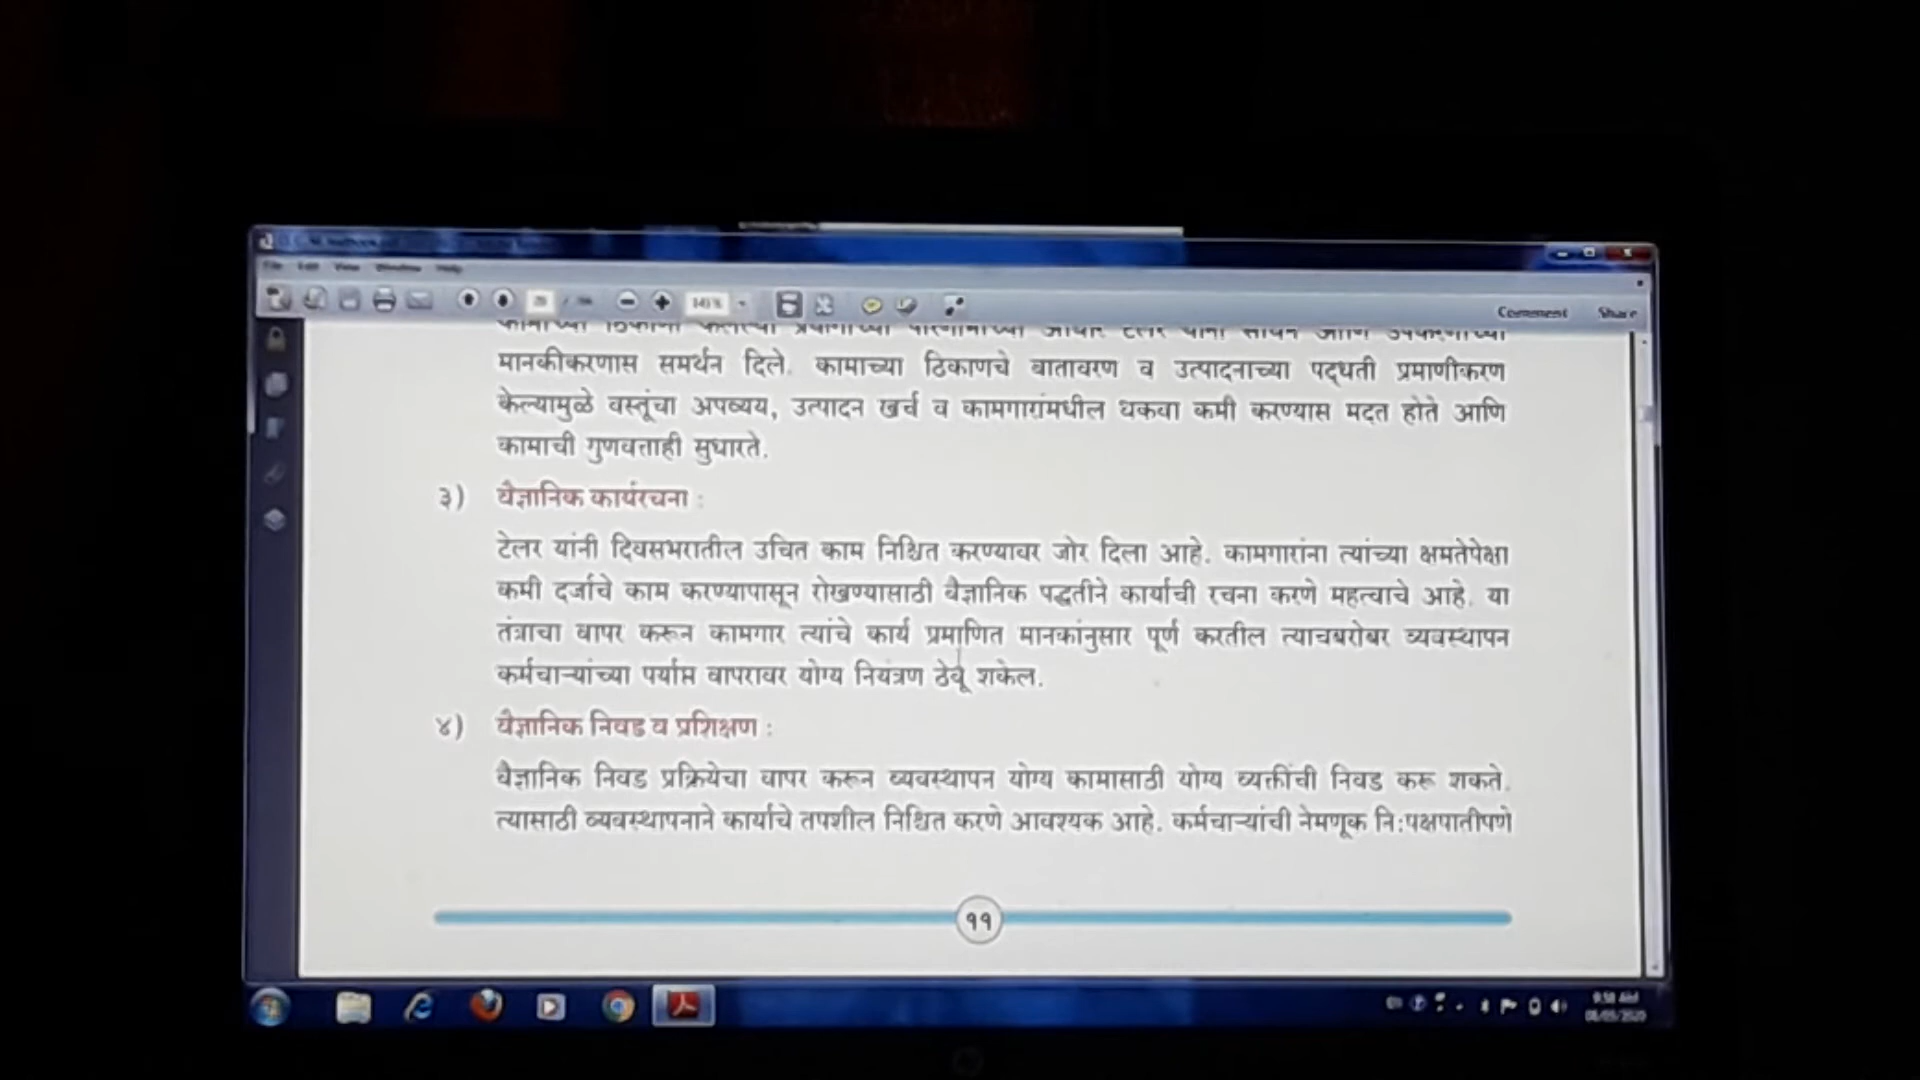 Comment Share
मानकीकरणास समर्थन दिले. कामाच्या ठिकाणचे वातावरण व उत्पादनाच्या पद्धती प्रमाणीकरण
केल्यामुळे वस्तूंचा अपव्यय, उत्पादन खर्च व कामगारांमधील थकवा कमी करण्यास मदत होते आणि
कामाची गुणवत्ताही सुधारते.
३) वैज्ञानिक कार्यरचना :
टेलर यांनी दिवसभरातील उचित काम निश्चित करण्यावर जोर दिला आहे. कामगारांना त्यांच्या क्षमतेपेक्षा
कमी दर्जाचे काम करण्यापासून रोखण्यासाठी वैज्ञानिक पद्धतीने कार्याची रचना करणे महत्वाचे आहे. या
तंत्राचा वापर करून कामगार त्यांचे कार्य प्रमाणित मानकांनुसार पूर्ण करतील त्याचबरोबर व्यवस्थापन
कर्मचाऱ्यांच्या पर्याप्त वापरावर योग्य नियंत्रण ठेवू शकेल.
४) वैज्ञानिक निवड व प्रशिक्षण :
वैज्ञानिक निवड प्रक्रियेचा वापर करून व्यवस्थापन योग्य कामासाठी योग्य व्यक्तींची निवड करू शकते.
त्यासाठी व्यवस्थापनाने कार्याचे तपशील निश्चित करणे आवश्यक आहे. कर्मचाऱ्यांची नेमणूक नि:पक्षपातीपणे
११
9:58 AM